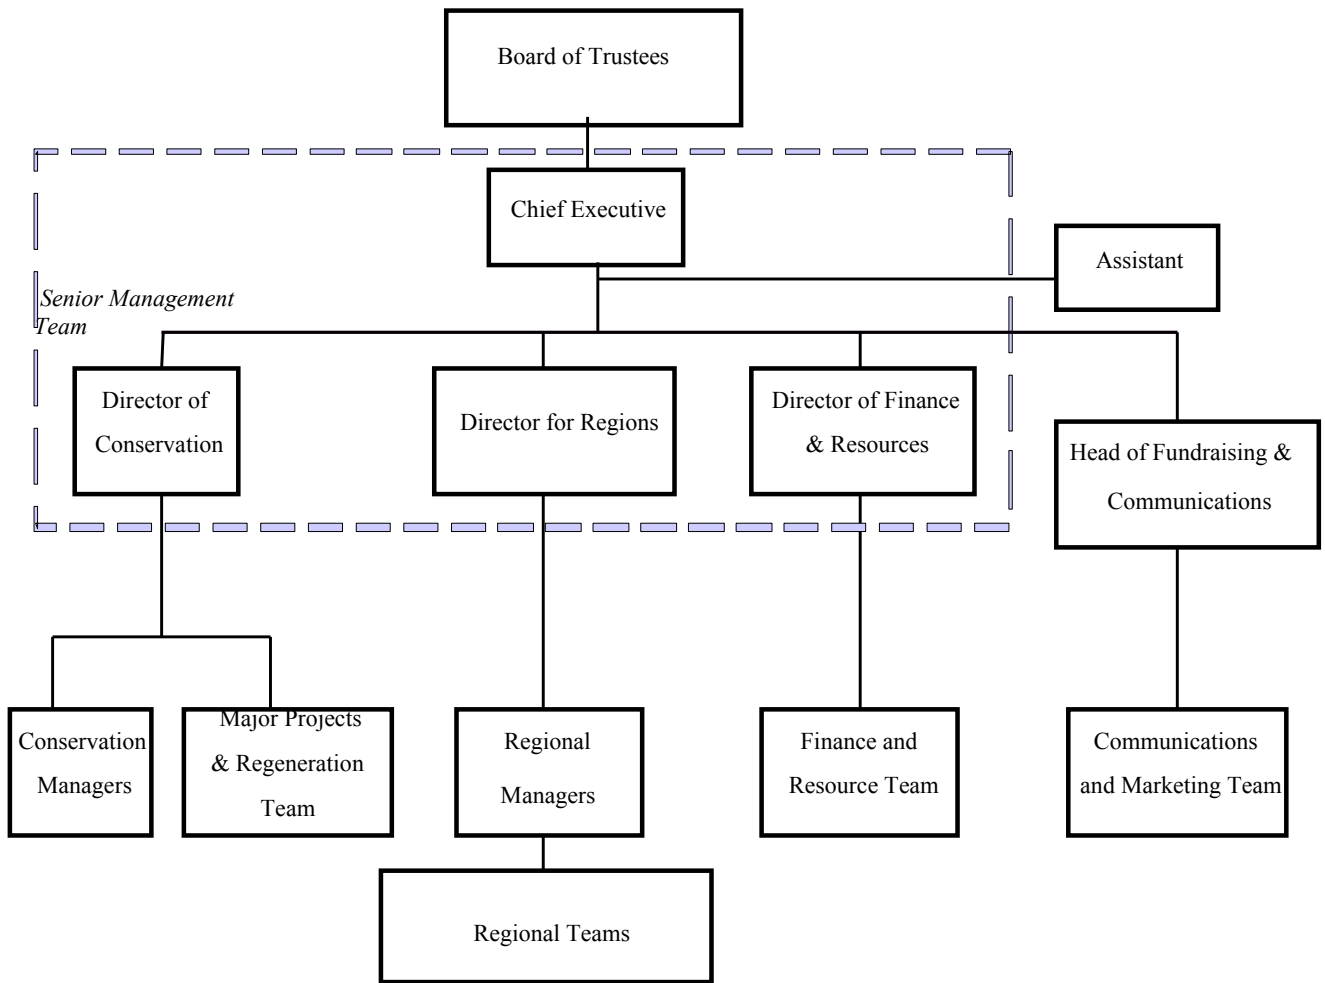 Board of Trustees
Chief Executive
Assistant
Senior Management
Team
Director of
Conservation
Director for Regions
Director of Finance
& Resources
Head of Fundraising &
Communications
Conservation
Managers
Major Projects
& Regeneration
Team
Regional
Managers
Finance and
Resource Team
Communications
and Marketing Team
Regional Teams